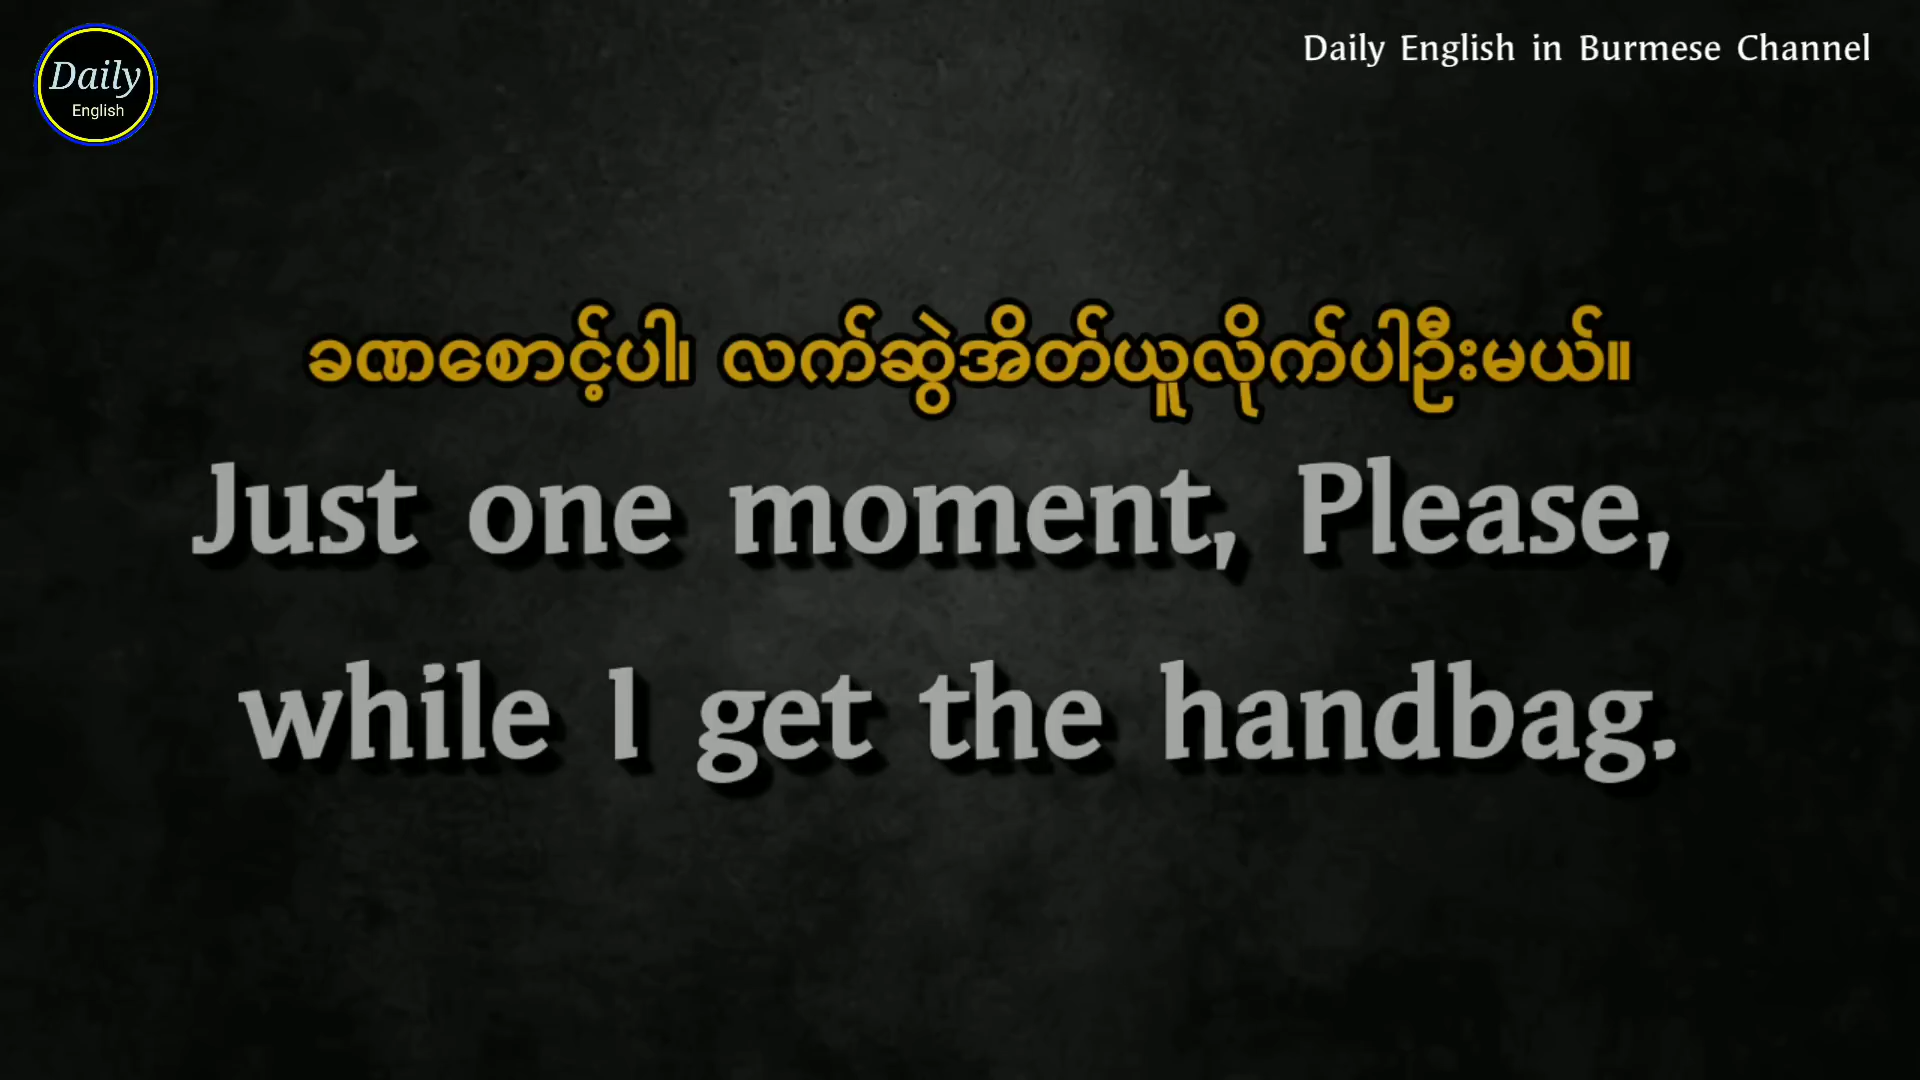 Daily
English
Daily English in Burmese Channel
ခဏစောင့်ပါ၊ လက်ဆွဲအိတ်ယူလိုက်ပါဦးမယ်။
Just one moment, Please,
while I get the handbag.